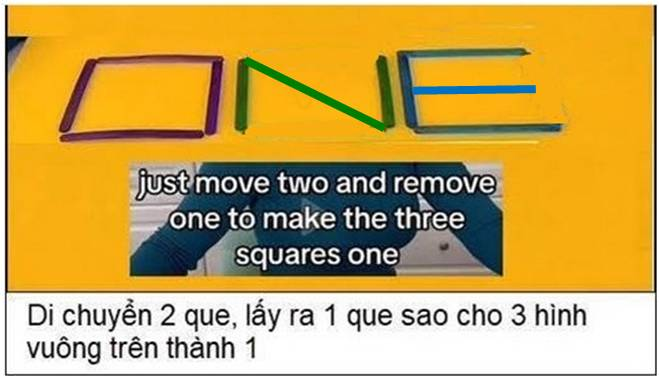 ONE
just move two and remove
one to make the three
squares one
Di chuyển 2 que, lấy ra 1 que sao cho 3 hình
vuông trên thành 1